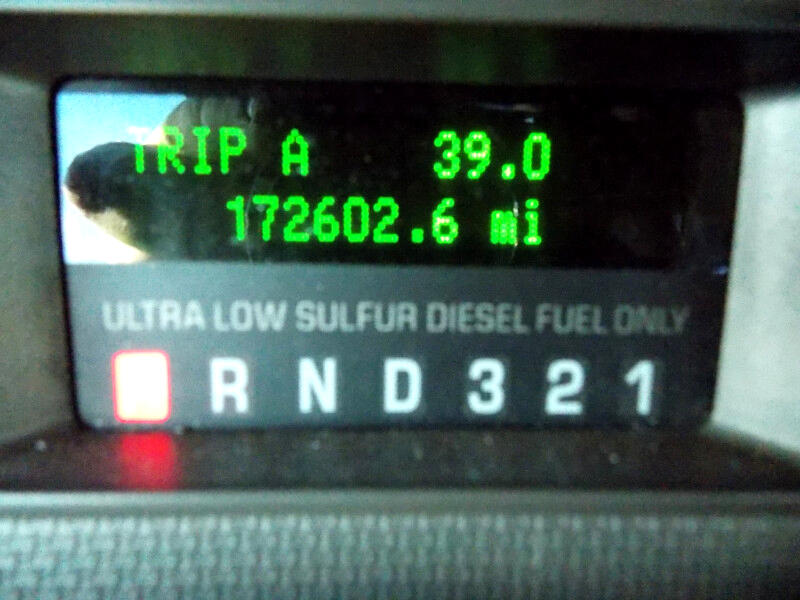 TRIP A 39.0
172602.6 mi
ULTRA LOW SULFUR DIESEL FUEL ONLY
R N D 3 2 1